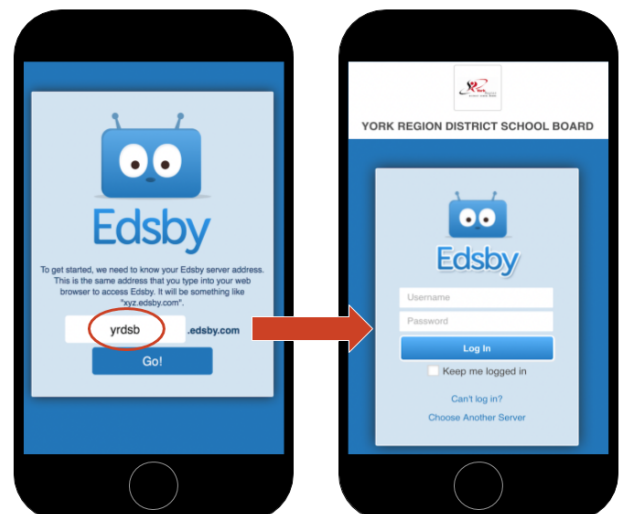 Edsby
To get started, we need to know your Edsby server address.
This is the same address that you type into your web
browser to access Edsby. It will be something like
"xyz.edsby.com".
yrdsb .edsby.com
Go!
YORK REGION DISTRICT SCHOOL BOARD
Edsby
Username
Password
Log In
Keep me logged in
Can't log in?
Choose Another Server